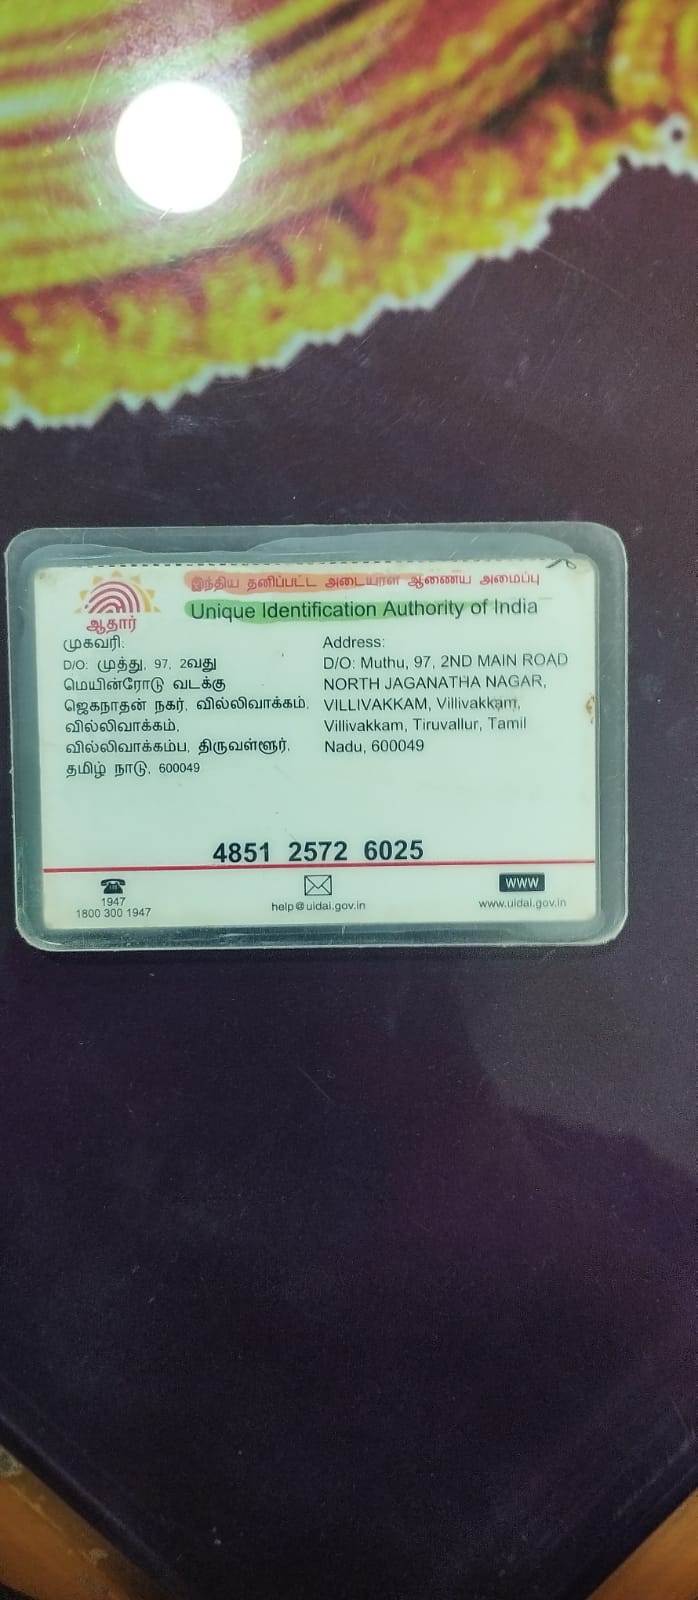 இந்திய தனிப்பட்ட அடையாள ஆணைய அமைப்பு
Unique Identification Authority of India
ஆதார்
முகவரி:
D/O: முத்து, 97, 2வது
மெயின்ரோடு வடக்கு
ஜெகநாதன் நகர், வில்லிவாக்கம்,
வில்லிவாக்கம்,
வில்லிவாக்கம்ப, திருவள்ளூர்,
தமிழ் நாடு, 600049
Address:
D/O: Muthu, 97, 2ND MAIN ROAD
NORTH JAGANATHA NAGAR,
VILLIVAKKAM, Villivakkam,
Villivakkam, Tiruvallur, Tamil
Nadu, 600049
4851 2572 6025
1947
1800 300 1947
help@uidai.gov.in
WWW
www.uidai.gov.in